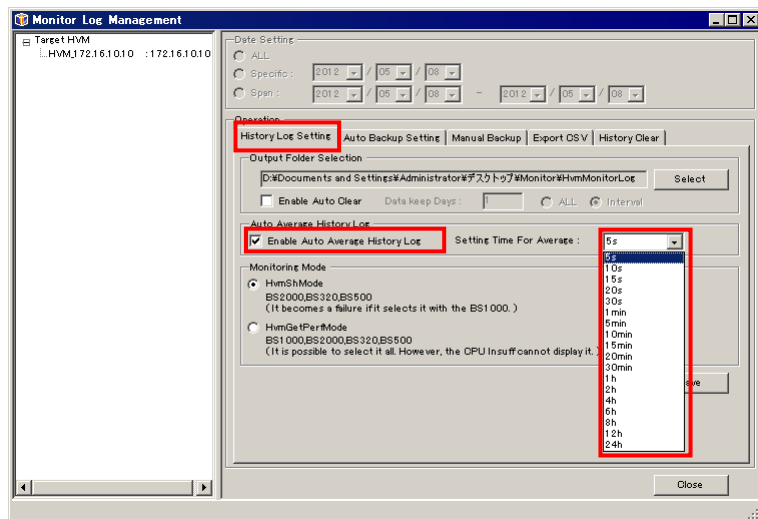 Monitor Log Management
Target HVM
HVM_172.16.10.10 : 172.16.10.10
Date Setting
ALL
Specific : 2012 / 05 / 08
Span : 2012 / 05 / 08 - 2012 / 05 / 08
Operation
History Log Setting Auto Backup Setting Manual Backup Export CSV History Clear
Output Folder Selection
D:¥Documents and Settings¥Administrator¥デスクトップ¥Monitor¥HvmMonitorLog Select
Enable Auto Clear Data keep Days : 1 ALL Interval
Auto Average History Log
Enable Auto Average History Log Setting Time For Average : 5s
5s
10s
15s
20s
30s
1min
5min
10min
15min
20min
30min
1h
2h
4h
6h
8h
12h
24h
Monitoring Mode
HvmShMode
BS2000,BS320,BS500
(It becomes a failure if it selects it with the BS1000. )
HvmGetPerfMode
BS1000,BS2000,BS320,BS500
(It is possible to select it all. However, the CPU Insuff cannot display it. )
Close